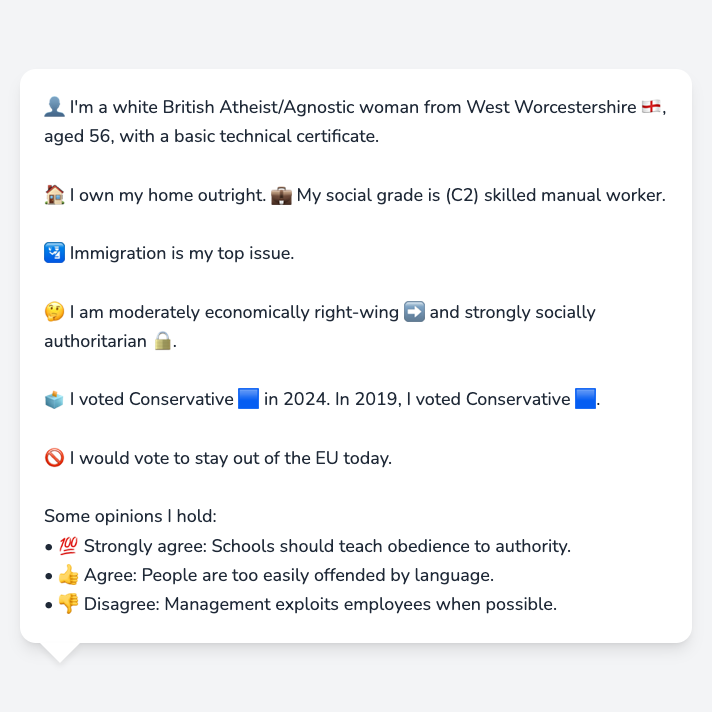 👤 I'm a white British Atheist/Agnostic woman from West Worcestershire 🏴󠁧󠁢󠁥󠁮󠁧󠁿,
aged 56, with a basic technical certificate.
🏠 I own my home outright. 💼 My social grade is (C2) skilled manual worker.
🛂 Immigration is my top issue.
🤔 I am moderately economically right-wing ➡️ and strongly socially
authoritarian 🔒.
🗳️ I voted Conservative 🟦 in 2024. In 2019, I voted Conservative 🟦.
🚫 I would vote to stay out of the EU today.
Some opinions I hold:
• 💯 Strongly agree: Schools should teach obedience to authority.
• 👍 Agree: People are too easily offended by language.
• 👎 Disagree: Management exploits employees when possible.